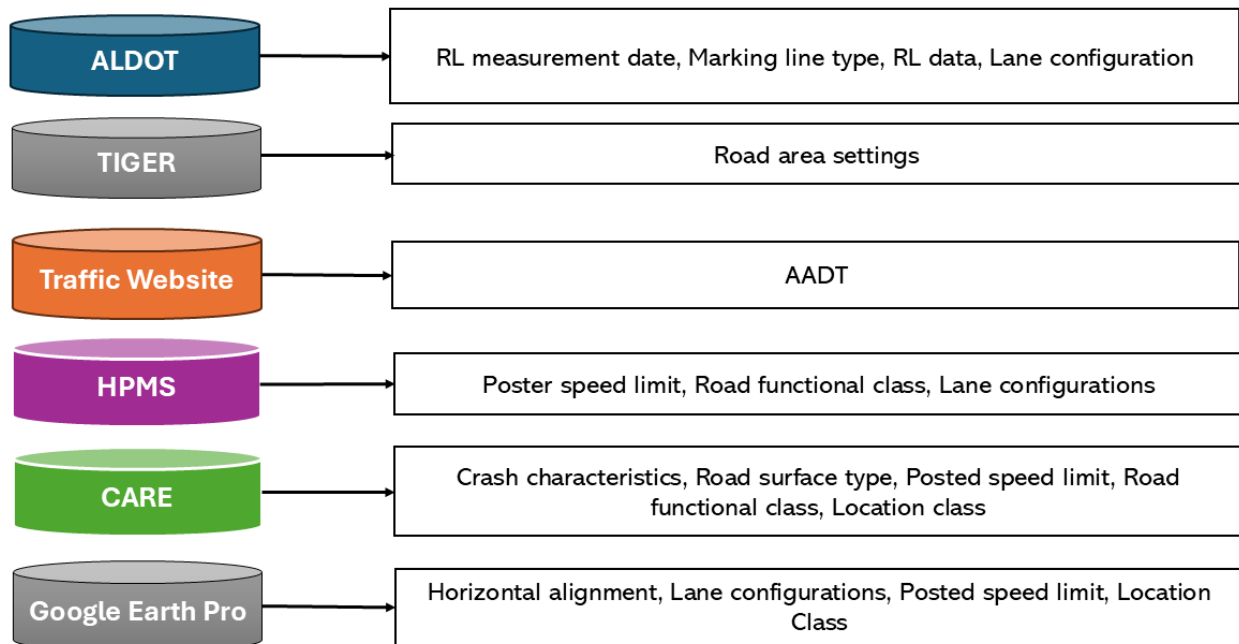 ALDOT
RL measurement date, Marking line type, RL data, Lane configuration
TIGER
Road area settings
Traffic Website
AADT
HPMS
Poster speed limit, Road functional class, Lane configurations
CARE
Crash characteristics, Road surface type, Posted speed limit, Road
functional class, Location class
Google Earth Pro
Horizontal alignment, Lane configurations, Posted speed limit, Location
Class